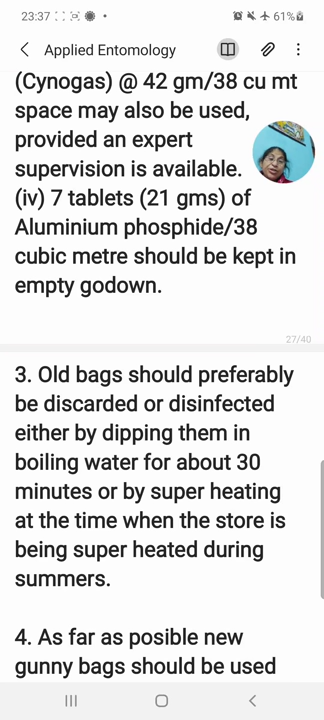 23:37
61%
Applied Entomology
(Cynogas) @ 42 gm/38 cu mt
space may also be used,
provided an expert
supervision is available.
(iv) 7 tablets (21 gms) of
Aluminium phosphide/38
cubic metre should be kept in
empty godown.
27/40
3. Old bags should preferably
be discarded or disinfected
either by dipping them in
boiling water for about 30
minutes or by super heating
at the time when the store is
being super heated during
summers.
4. As far as posible new
gunny bags should be used